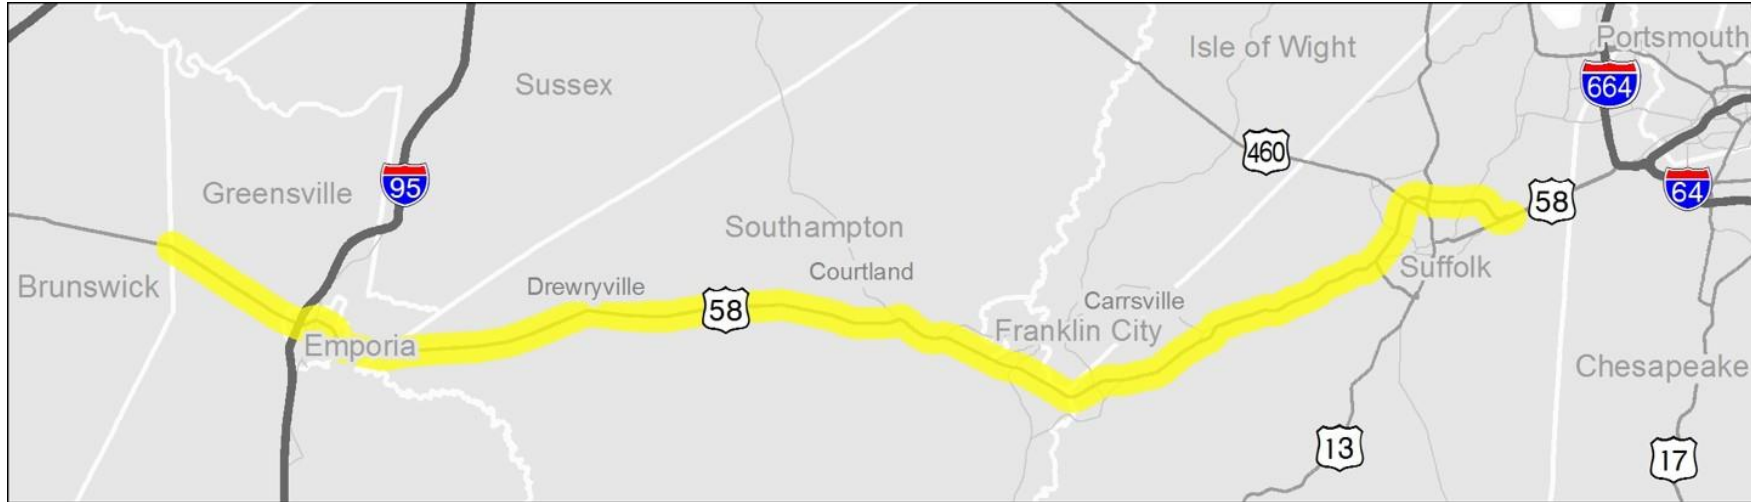 Isle of Wight
Portsmouth
Sussex
664
460
95
Greensville
64
58
Southampton
Suffolk
Courtland
Brunswick
Drewryville
Carrsville
58
Franklin City
Emporia
Chesapeake
13
17